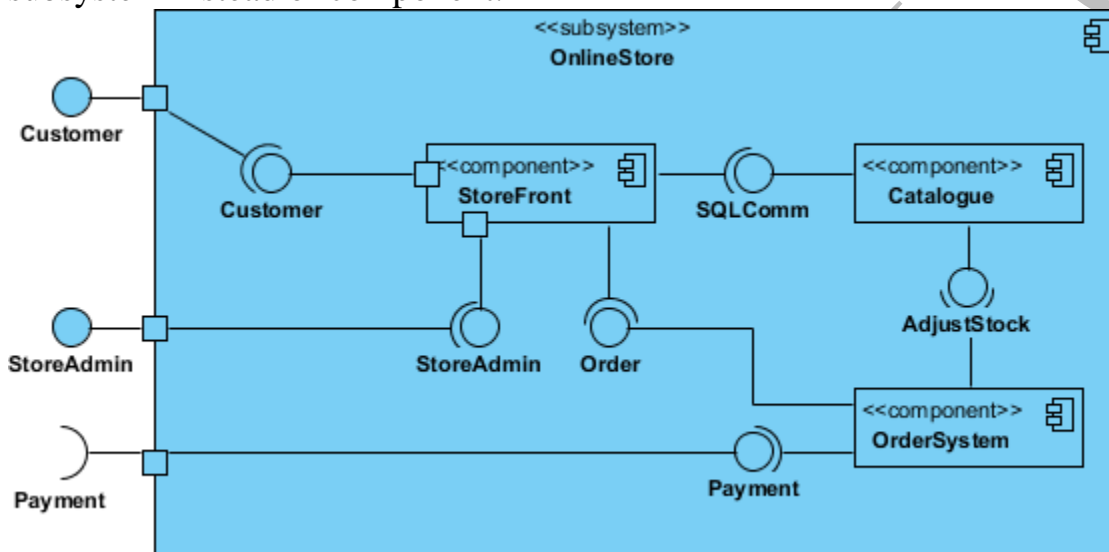 <<subsystem>>
OnlineStore
Customer
<<component>>
StoreFront
<<component>>
Catalogue
Customer
SQLComm
AdjustStock
StoreAdmin
StoreAdmin
Order
<<component>>
OrderSystem
Payment
Payment